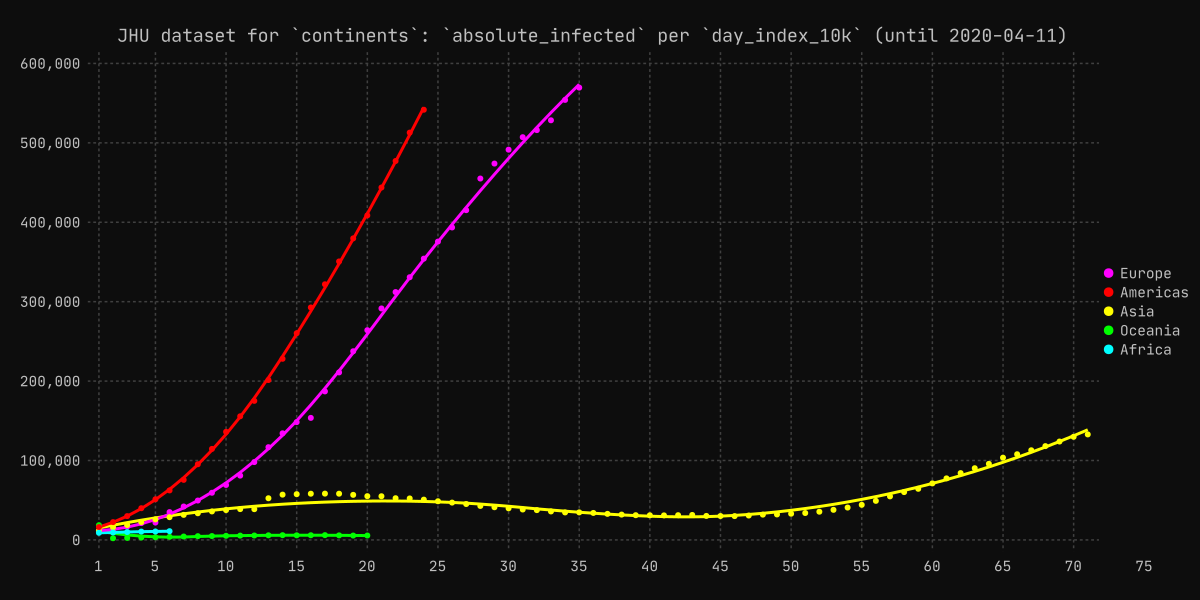 JHU dataset for `continents`: `absolute_infected` per `day_index_10k` (until 2020-04-11)
600,000
500,000
400,000
300,000
200,000
100,000
0
1 5 10 15 20 25 30 35 40 45 50 55 60 65 70 75
Europe
Americas
Asia
Oceania
Africa